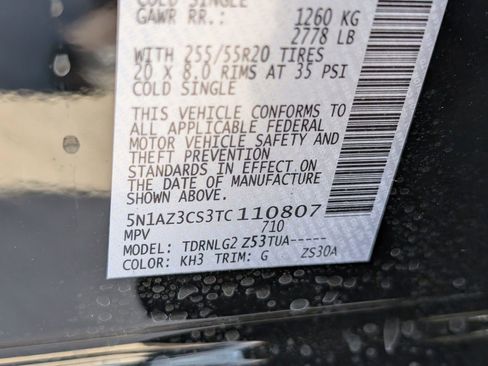 COLD SINGLE
GAWR RR.: 1260 KG
2778 LB
WITH 255/55R20 TIRES
20 X 8.0 RIMS AT 35 PSI
COLD SINGLE
THIS VEHICLE CONFORMS TO
ALL APPLICABLE FEDERAL
MOTOR VEHICLE SAFETY AND
THEFT PREVENTION
STANDARDS IN EFFECT ON
THE DATE OF MANUFACTURE
SHOWN ABOVE.
5N1AZ3CS3TC110807
MPV 710
MODEL: TDRNLG2 Z53TUA-----
COLOR: KH3 TRIM: G ZS30A